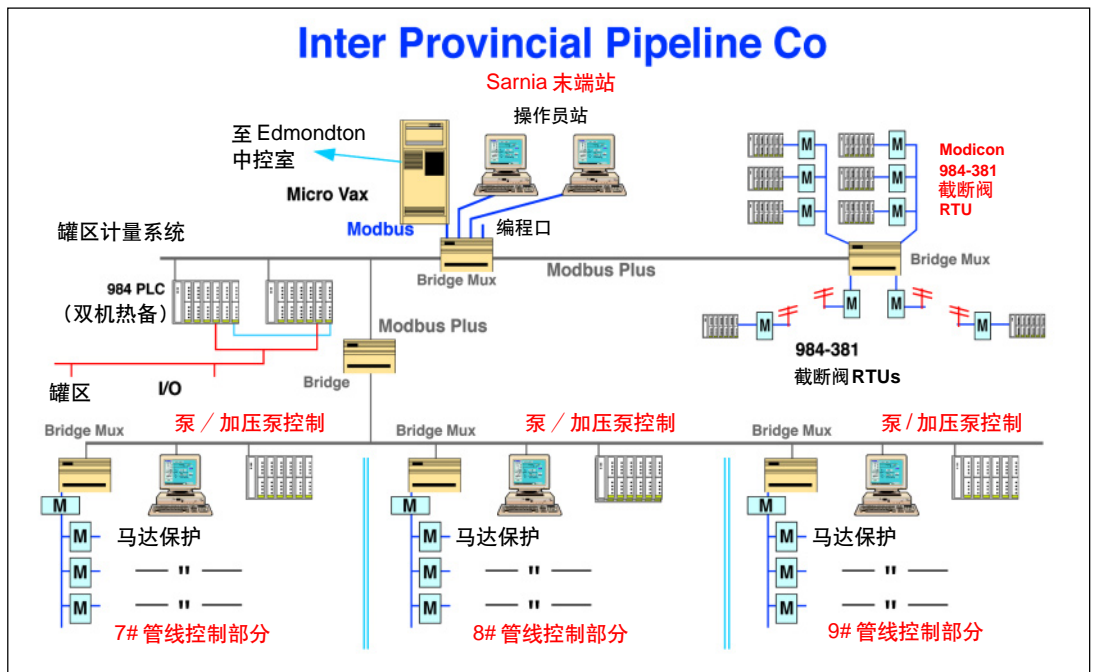 Inter Provincial Pipeline Co
Sarnia 末端站
操作员站
至 Edmondton
中控室
Micro Vax
Modbus
编程口
Bridge Mux
Modbus Plus
M
M
M
M
M
M
Modicon
984-381
截断阀
RTU
Bridge Mux
M
M
M
M
984-381
截断阀RTUs
罐区计量系统
984 PLC
(双机热备)
Modbus Plus
Bridge
罐区
I/O
Bridge Mux
泵 / 加压泵控制
M
M
马达保护
M
"
M
"
7# 管线控制部分
Bridge Mux
泵 / 加压泵控制
M
M
马达保护
M
"
M
"
8# 管线控制部分
Bridge Mux
泵 / 加压泵控制
M
M
马达保护
M
"
M
"
9# 管线控制部分